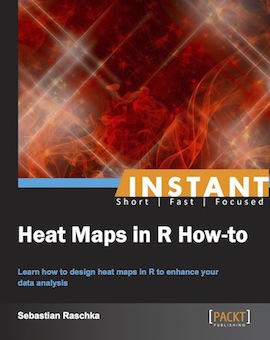 INSTANT
Short | Fast | Focused
Heat Maps in R How-to
Learn how to design heat maps in R to enhance your
data analysis
Sebastian Raschka
[PACKT]
PUBLISHING